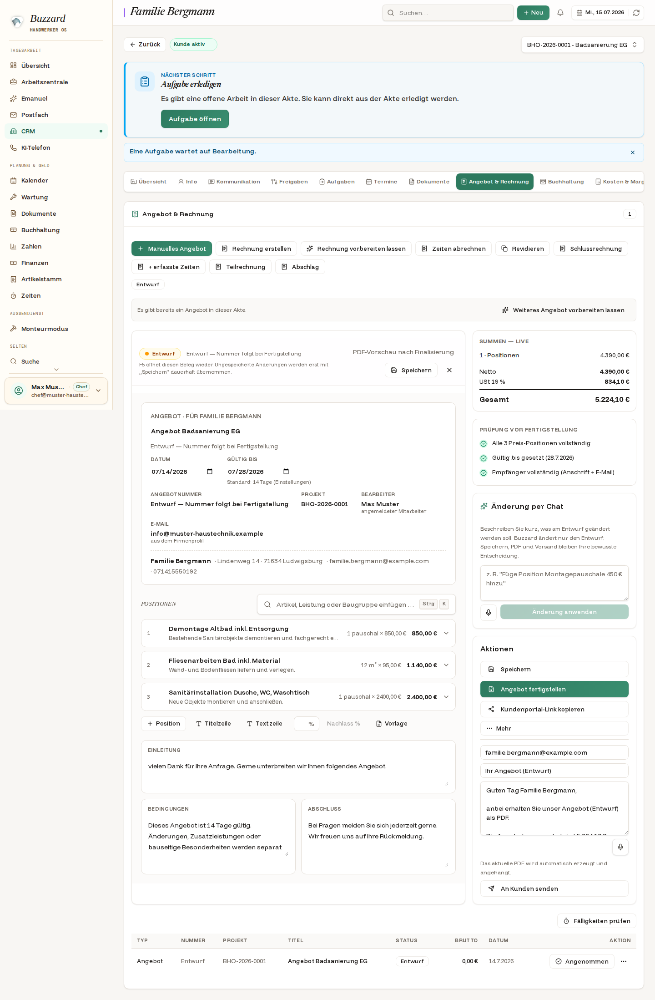 Buzzard
HANDWERKER OS
TAGESARBEIT
Übersicht
Arbeitszentrale
Emanuel
Postfach
CRM
KI-Telefon
PLANUNG & GELD
Kalender
Wartung
Dokumente
Buchhaltung
Zahlen
Finanzen
Artikelstamm
Zeiten
AUSSENDIENST
Monteurmodus
SELTEN
Suche
Max Mus… · Chef
chef@muster-hauste…
Familie Bergmann
Suchen…
Neu
Mi., 15.07.2026
Zurück
Kunde aktiv
BHO-2026-0001 - Badsanierung EG
NÄCHSTER SCHRITT
Aufgabe erledigen
Es gibt eine offene Arbeit in dieser Akte. Sie kann direkt aus der Akte erledigt werden.
Aufgabe öffnen
Eine Aufgabe wartet auf Bearbeitung.
Übersicht Info Kommunikation Freigaben Aufgaben Termine Dokumente Angebot & Rechnung Buchhaltung Kosten & Marg
Angebot & Rechnung 1
Manuelles Angebot Rechnung erstellen Rechnung vorbereiten lassen Zeiten abrechnen Revidieren Schlussrechnung
+ erfasste Zeiten Teilrechnung Abschlag
Entwurf
Es gibt bereits ein Angebot in dieser Akte.
Weiteres Angebot vorbereiten lassen
Entwurf Entwurf — Nummer folgt bei Fertigstellung
F5 öffnet diesen Beleg wieder. Ungespeicherte Änderungen werden erst mit
„Speichern“ dauerhaft übernommen.
PDF-Vorschau nach Finalisierung
Speichern
ANGEBOT · FÜR FAMILIE BERGMANN
Angebot Badsanierung EG
Entwurf — Nummer folgt bei Fertigstellung
DATUM GÜLTIG BIS
07/14/2026 07/28/2026
Standard: 14 Tage (Einstellungen)
ANGEBOTNUMMER PROJEKT BEARBEITER
Entwurf — Nummer folgt bei Fertigstellung BHO-2026-0001 Max Muster
angemeldeter Mitarbeiter
E-MAIL
info@muster-haustechnik.example
aus dem Firmenprofil
Familie Bergmann · Lindenweg 14 · 71634 Ludwigsburg · familie.bergmann@example.com
· 071415550192
POSITIONEN
Artikel, Leistung oder Baugruppe einfügen … Strg K
1 Demontage Altbad inkl. Entsorgung
Bestehende Sanitärobjekte demontieren und fachgerecht e…
1 pauschal × 850,00 € 850,00 €
2 Fliesenarbeiten Bad inkl. Material
Wand- und Bodenfliesen liefern und verlegen.
12 m² × 95,00 € 1.140,00 €
3 Sanitärinstallation Dusche, WC, Waschtisch
Neue Objekte montieren und anschließen.
1 pauschal × 2400,00 € 2.400,00 €
Position Titelzeile Textzeile % Nachlass % Vorlage
EINLEITUNG
vielen Dank für Ihre Anfrage. Gerne unterbreiten wir Ihnen folgendes Angebot.
BEDINGUNGEN
Dieses Angebot ist 14 Tage gültig.
Änderungen, Zusatzleistungen oder
bauseitige Besonderheiten werden separat
ABSCHLUSS
Bei Fragen melden Sie sich jederzeit gerne.
Wir freuen uns auf Ihre Rückmeldung.
SUMMEN — LIVE
1 · Positionen 4.390,00 €
Netto 4.390,00 €
USt 19 % 834,10 €
Gesamt 5.224,10 €
PRÜFUNG VOR FERTIGSTELLUNG
Alle 3 Preis-Positionen vollständig
Gültig bis gesetzt (28.7.2026)
Empfänger vollständig (Anschrift + E-Mail)
Änderung per Chat
Beschreiben Sie kurz, was am Entwurf geändert
werden soll. Buzzard ändert nur den Entwurf;
Speichern, PDF und Versand bleiben Ihre bewusste
Entscheidung.
z. B. "Füge Position Montagepauschale 450 €
hinzu"
Änderung anwenden
Aktionen
Speichern
Angebot fertigstellen
Kundenportal-Link kopieren
Mehr
familie.bergmann@example.com
Ihr Angebot (Entwurf)
Guten Tag Familie Bergmann,
anbei erhalten Sie unser Angebot (Entwurf)
als PDF.
Das aktuelle PDF wird automatisch erzeugt und
angehängt.
An Kunden senden
Fälligkeiten prüfen
TYP NUMMER PROJEKT TITEL STATUS BRUTTO DATUM AKTION
Angebot Entwurf BHO-2026-0001 Angebot Badsanierung EG Entwurf 0,00 € 14.7.2026 Angenommen